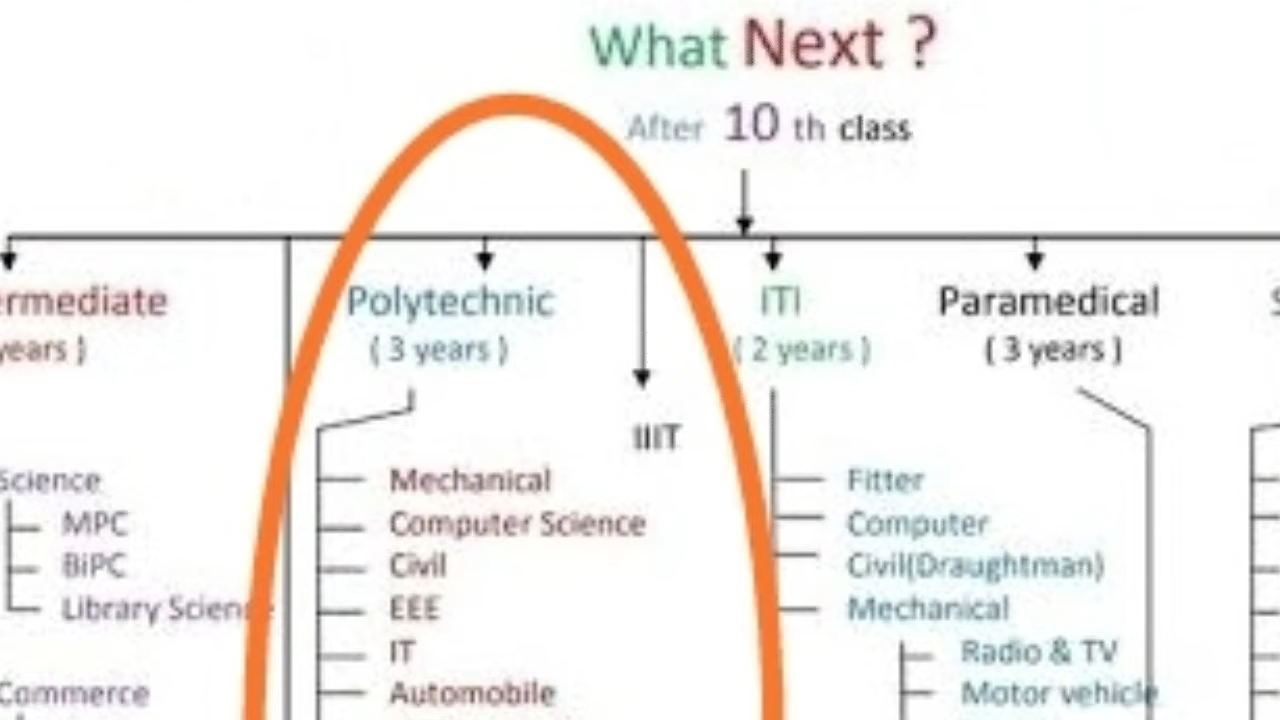 What Next ?
After 10 th class
ermediate
years )
Science
MPC
BiPC
Library Scien
Commerce
Polytechnic
( 3 years )
Mechanical
Computer Science
Civil
EEE
IT
Automobile
IIIT
ITI
( 2 years )
Fitter
Computer
Civil(Draughtman)
Mechanical
Radio & TV
Motor vehicle
Paramedical
( 3 years )